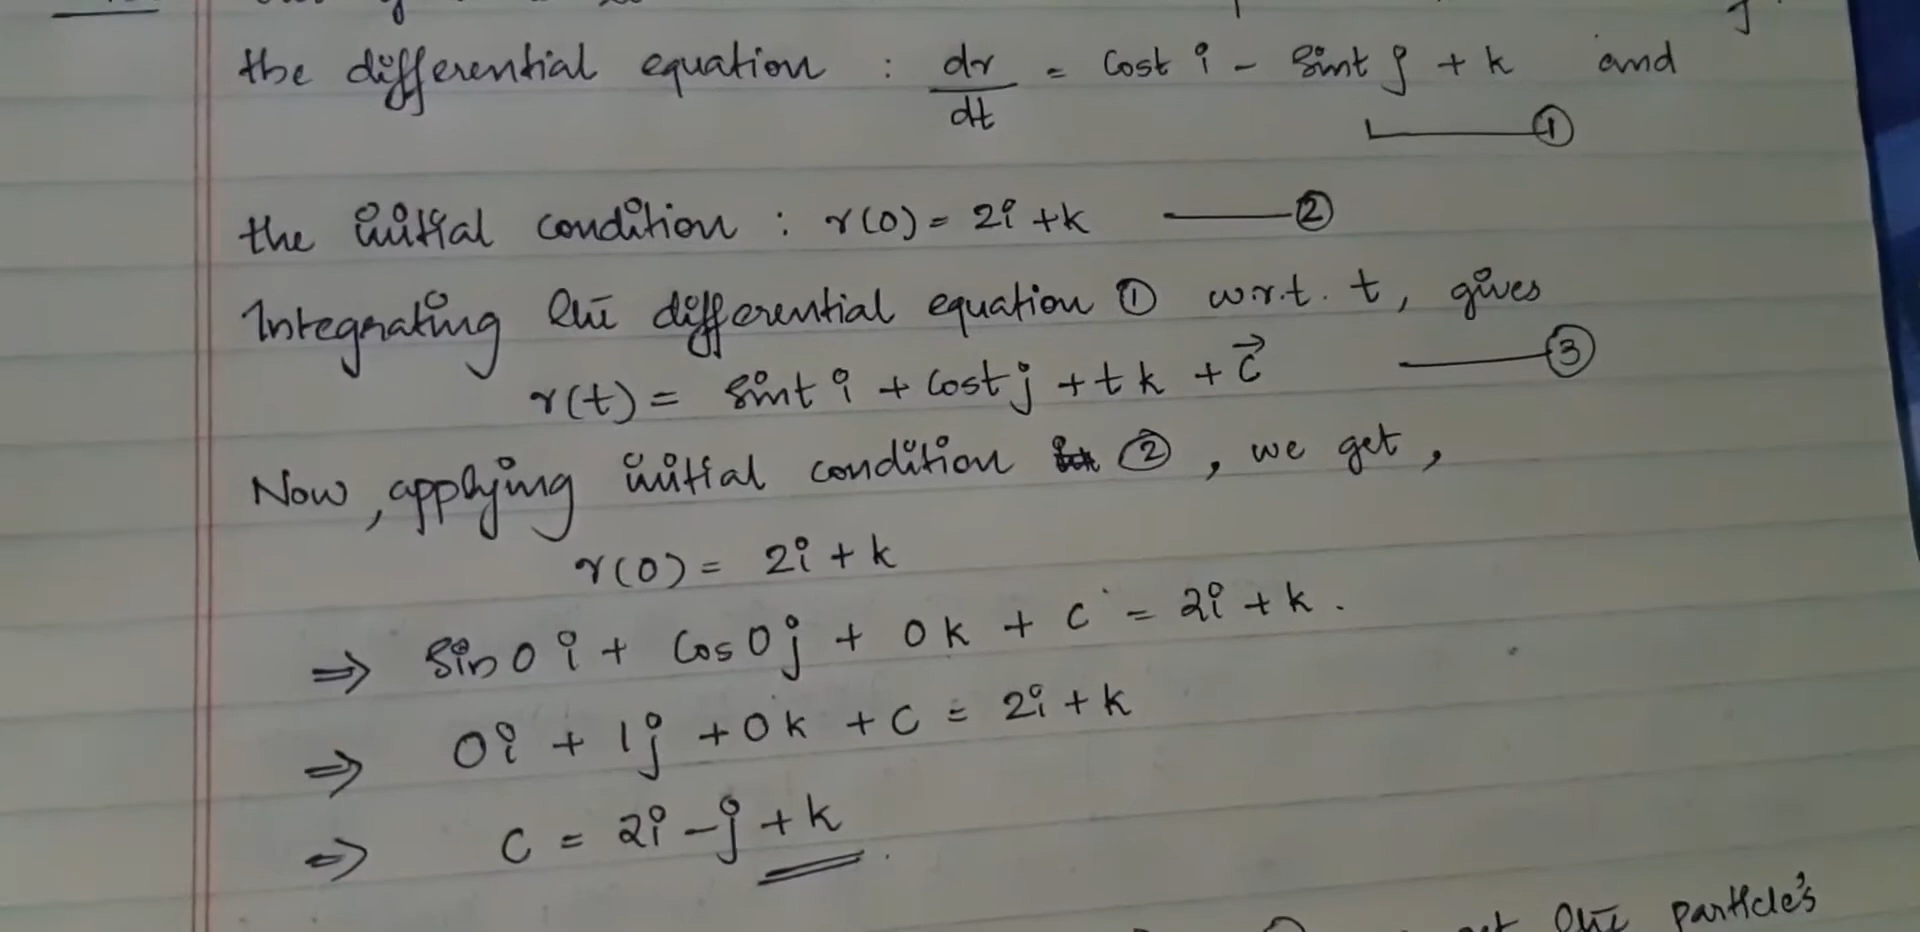 the differential equation : dr/dt = Cost i - Sint j + k and
①
the initial condition : r(0) = 2i + k ②
Integrating the differential equation ① w.r.t. t, gives
r(t) = Sint i + Cost j + t k + c⃗ ③
Now, applying initial condition ②, we get,
r(0) = 2i + k
⇒ Sin 0 i + Cos 0 j + 0 k + c = 2i + k.
⇒ 0i + 1j + 0k + c = 2i + k
⇒ C = 2i - j + k
the particle's